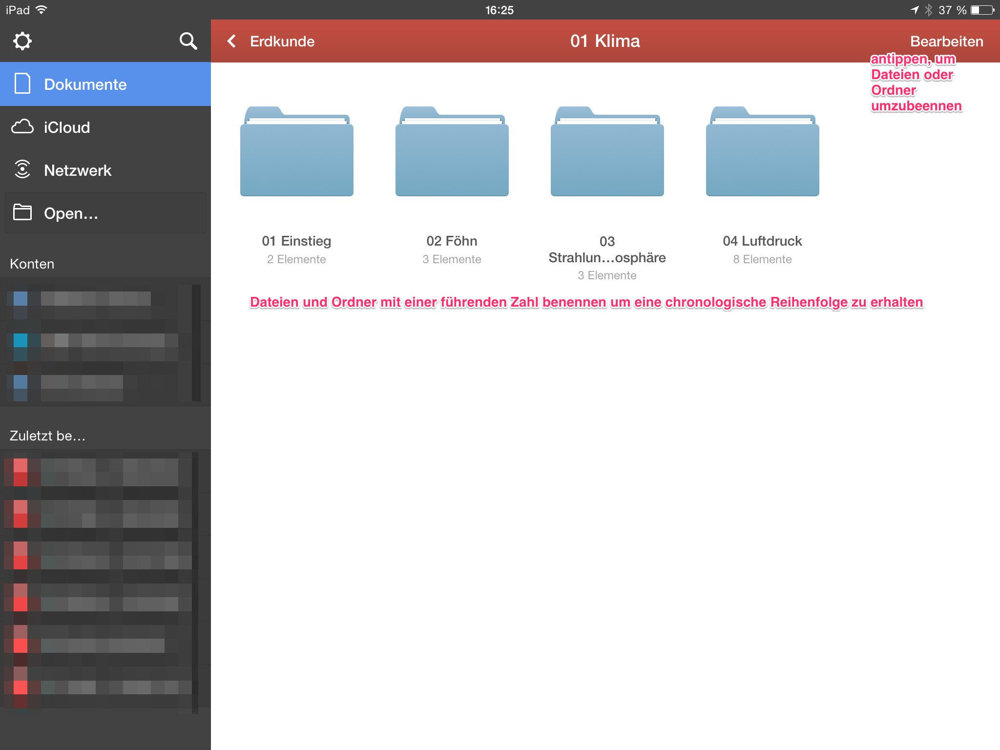 iPad
16:25
37 %
Erdkunde
01 Klima
Bearbeiten
antippen, um
Dateien oder
Ordner
umzubeennen
Dokumente
iCloud
Netzwerk
Open...
Konten
Zuletzt be...
01 Einstieg
2 Elemente
02 Föhn
3 Elemente
03
Strahlun...osphäre
3 Elemente
04 Luftdruck
8 Elemente
Dateien und Ordner mit einer führenden Zahl benennen um eine chronologische Reihenfolge zu erhalten